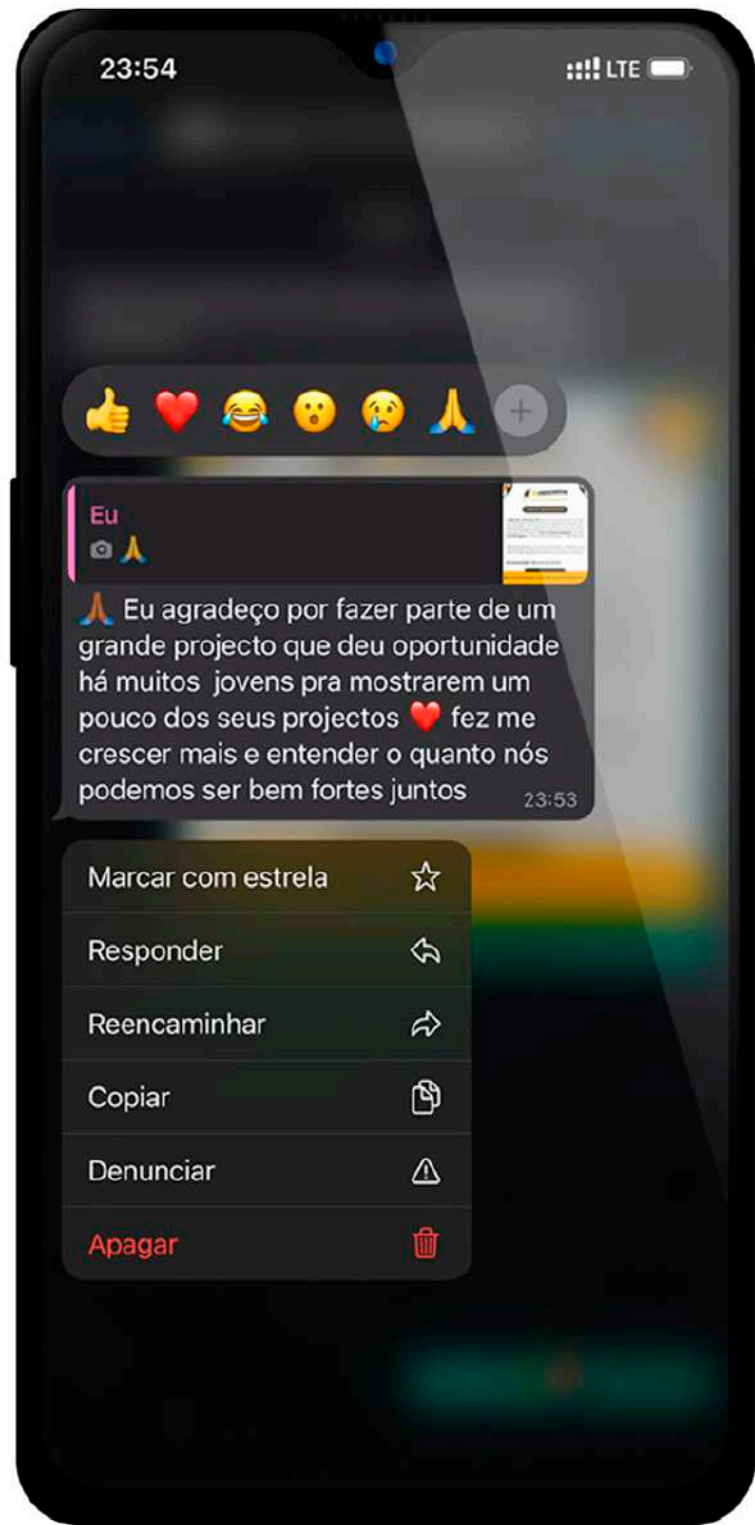 23:54
LTE
Eu
🙏
🙏🏾 Eu agradeço por fazer parte de um
grande projecto que deu oportunidade
há muitos jovens pra mostrarem um
pouco dos seus projectos ❤️ fez me
crescer mais e entender o quanto nós
podemos ser bem fortes juntos
23:53
Marcar com estrela
Responder
Reencaminhar
Copiar
Denunciar
Apagar